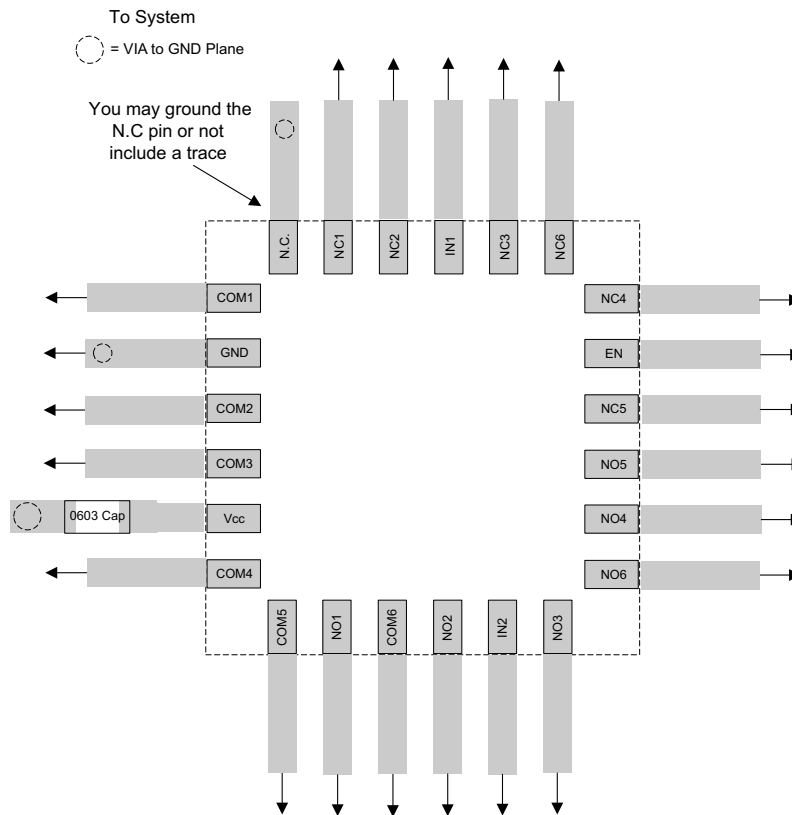 To System
= VIA to GND Plane
You may ground the
N.C pin or not
include a trace
N.C.
NC1
NC2
IN1
NC3
NC6
COM1
GND
COM2
COM3
0603 Cap
Vcc
COM4
NC4
EN
NC5
NO5
NO4
NO6
COM5
NO1
COM6
NO2
IN2
NO3